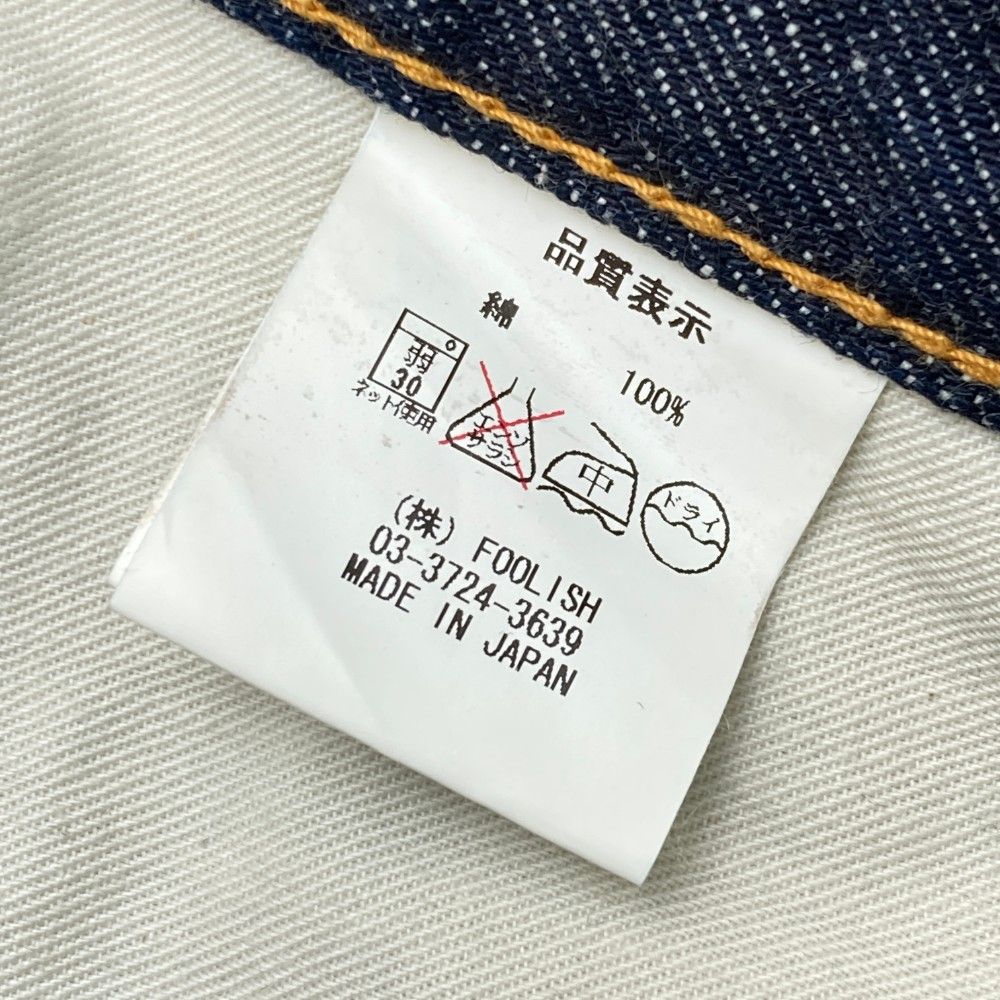 品質表示
綿 100%
弱
30
ネット使用
エンソ
サラシ
中
ドライ
(株) FOOLISH
03-3724-3639
MADE IN JAPAN